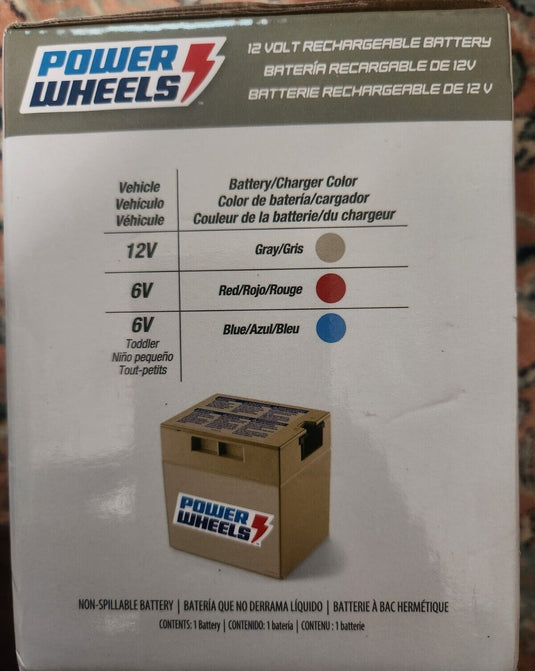 POWER WHEELS™
12 VOLT RECHARGEABLE BATTERY
BATERÍA RECARGABLE DE 12V
BATTERIE RECHARGEABLE DE 12 V
Vehicle
Vehículo
Véhicule
Battery/Charger Color
Color de batería/cargador
Couleur de la batterie/du chargeur
12V Gray/Gris
6V Red/Rojo/Rouge
6V Blue/Azul/Bleu
Toddler
Niño pequeño
Tout-petits
POWER WHEELS™
NON-SPILLABLE BATTERY | BATERÍA QUE NO DERRAMA LÍQUIDO | BATTERIE À BAC HERMÉTIQUE
CONTENTS: 1 Battery | CONTENIDO: 1 batería | CONTENU : 1 batterie